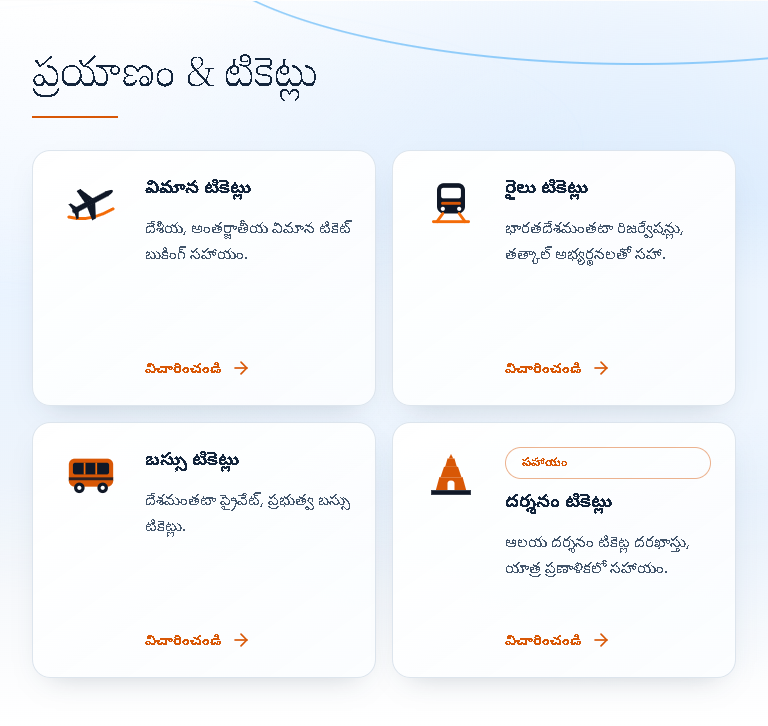 ప్రయాణం & టికెట్లు
విమాన టికెట్లు
దేశీయ, అంతర్జాతీయ విమాన టికెట్
బుకింగ్ సహాయం.
విచారించండి
రైలు టికెట్లు
భారతదేశమంతటా రిజర్వేషన్లు,
తత్కాల్ అభ్యర్థనలతో సహా.
విచారించండి
బస్సు టికెట్లు
దేశమంతటా ప్రైవేట్, ప్రభుత్వ బస్సు
టికెట్లు.
విచారించండి
సహాయం
దర్శనం టికెట్లు
ఆలయ దర్శనం టికెట్ల దరఖాస్తు,
యాత్ర ప్రణాళికలో సహాయం.
విచారించండి